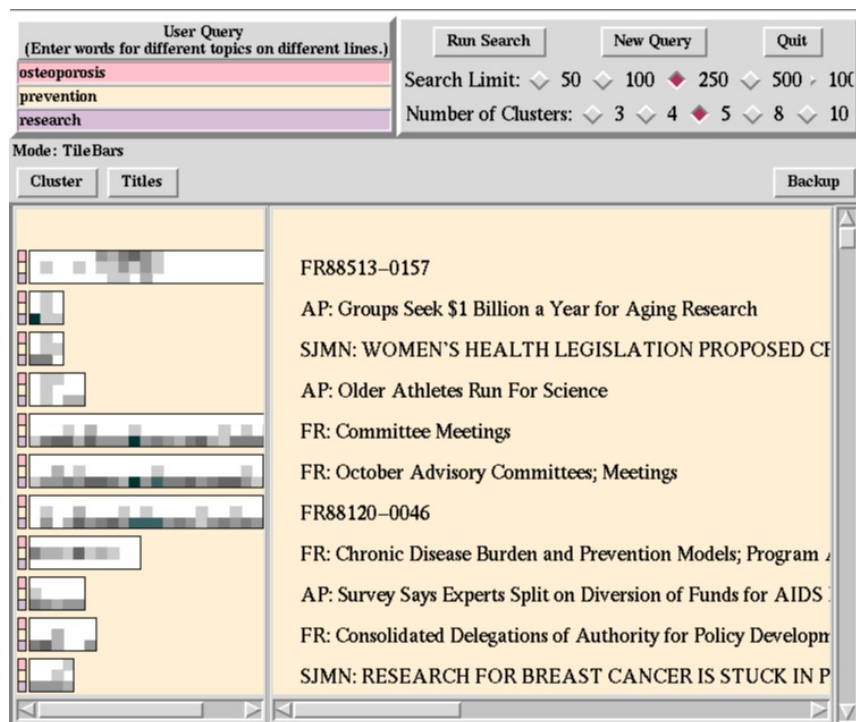 User Query
(Enter words for different topics on different lines.)
osteoporosis
prevention
research
Run Search New Query Quit
Search Limit: 50 100 250 500 100
Number of Clusters: 3 4 5 8 10
Mode: TileBars
Cluster Titles Backup
FR88513-0157
AP: Groups Seek $1 Billion a Year for Aging Research
SJMN: WOMEN'S HEALTH LEGISLATION PROPOSED
AP: Older Athletes Run For Science
FR: Committee Meetings
FR: October Advisory Committees; Meetings
FR88120-0046
FR: Chronic Disease Burden and Prevention Models; Program
AP: Survey Says Experts Split on Diversion of Funds for AIDS
FR: Consolidated Delegations of Authority for Policy
SJMN: RESEARCH FOR BREAST CANCER IS STUCK IN P